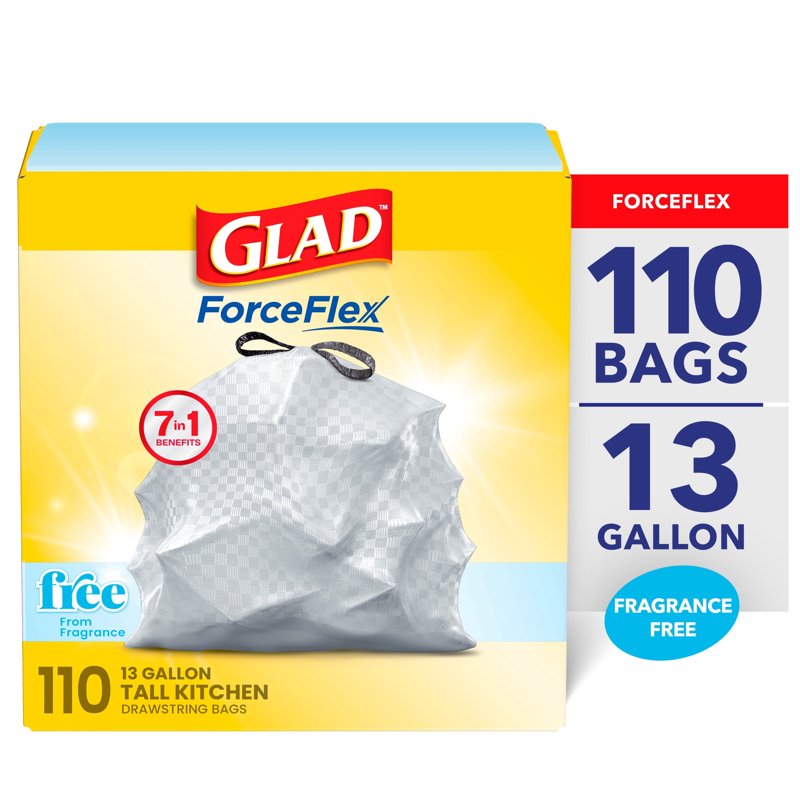 GLAD™
ForceFlex
7 in 1
BENEFITS
free
From
Fragrance
110
13 GALLON
TALL KITCHEN
DRAWSTRING BAGS
FORCEFLEX
110
BAGS
13
GALLON
FRAGRANCE
FREE